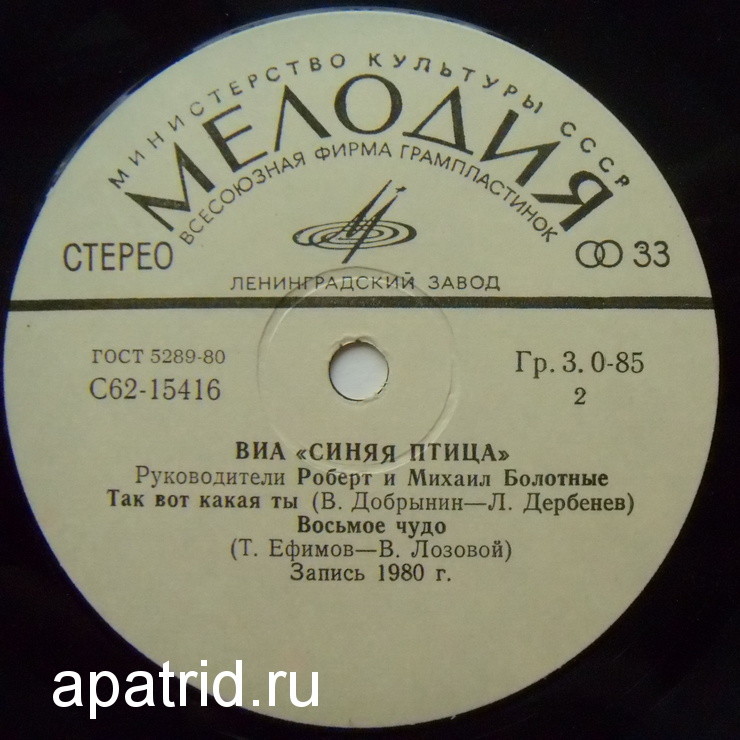 МИНИСТЕРСТВО КУЛЬТУРЫ СССР
МЕЛОДИЯ
ВСЕСОЮЗНАЯ ФИРМА ГРАМПЛАСТИНОК
СТЕРЕО
33
ЛЕНИНГРАДСКИЙ ЗАВОД
ГОСТ 5289-80
С62-15416
Гр. 3. 0-85
2
ВИА «СИНЯЯ ПТИЦА»
Руководители Роберт и Михаил Болотные
Так вот какая ты (В. Добрынин—Л. Дербенев)
Восьмое чудо
(Т. Ефимов—В. Лозовой)
Запись 1980 г.
apatrid.ru